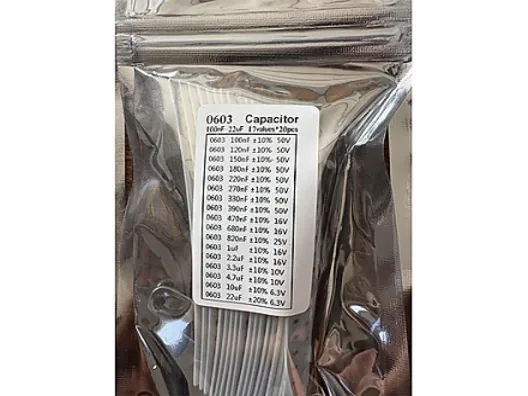 0603 Capacitor
100nF-22uF 17values*20pcs
0603 100nF ±10% 50V
0603 120nF ±10% 50V
0603 150nF ±10% 50V
0603 180nF ±10% 50V
0603 220nF ±10% 50V
0603 270nF ±10% 50V
0603 330nF ±10% 50V
0603 390nF ±10% 50V
0603 470nF ±10% 16V
0603 680nF ±10% 16V
0603 820nF ±10% 25V
0603 1uF ±10% 16V
0603 2.2uF ±10% 16V
0603 3.3uF ±10% 10V
0603 4.7uF ±10% 10V
0603 10uF ±10% 6.3V
0603 22uF ±20% 6.3V